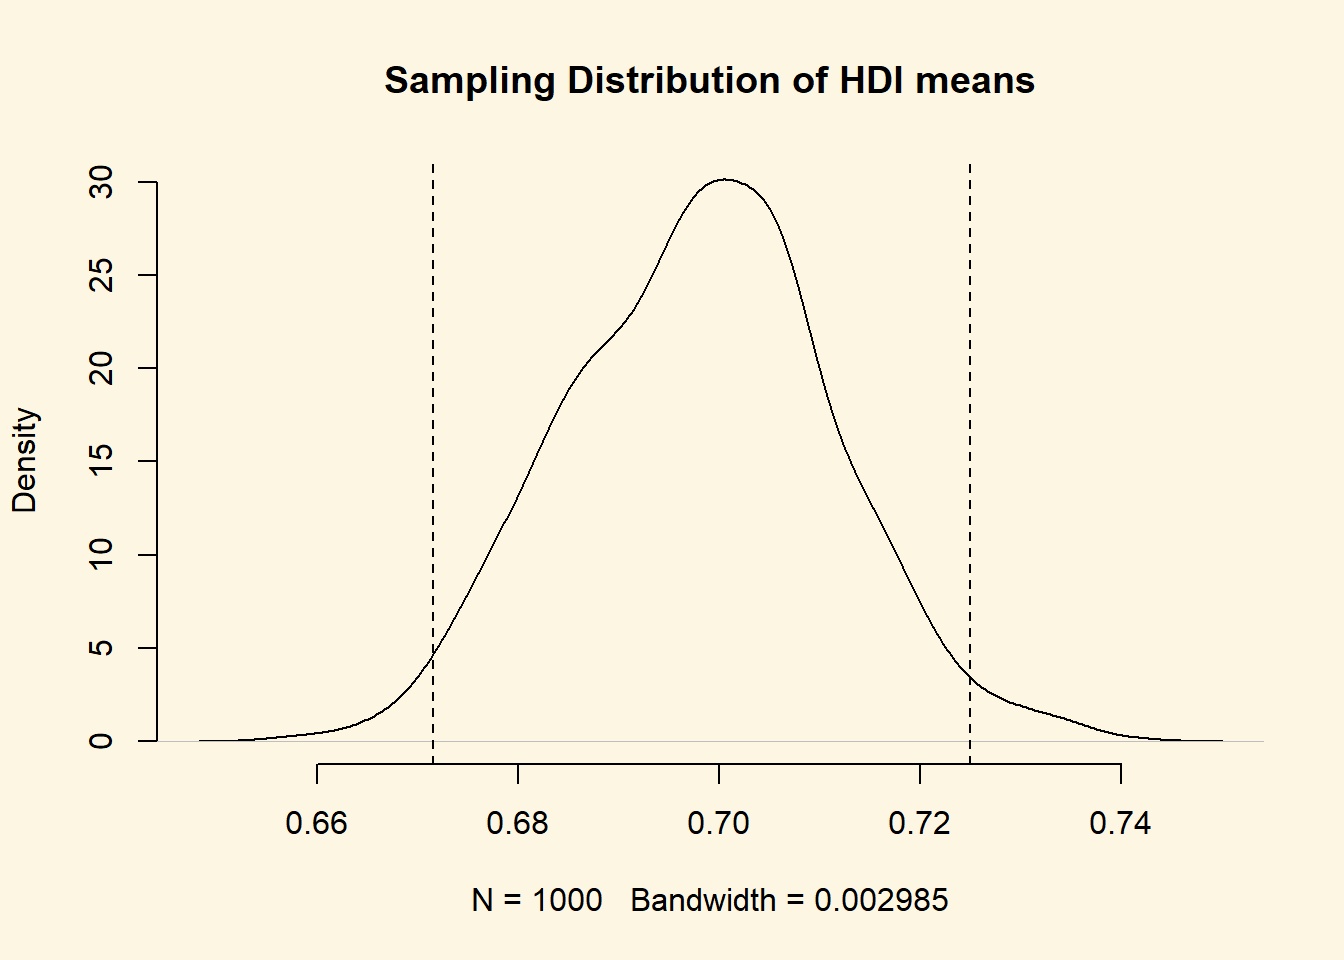 Sampling Distribution of HDI means
Density
30
25
20
15
10
5
0
0.66 0.68 0.70 0.72 0.74
N = 1000 Bandwidth = 0.002985